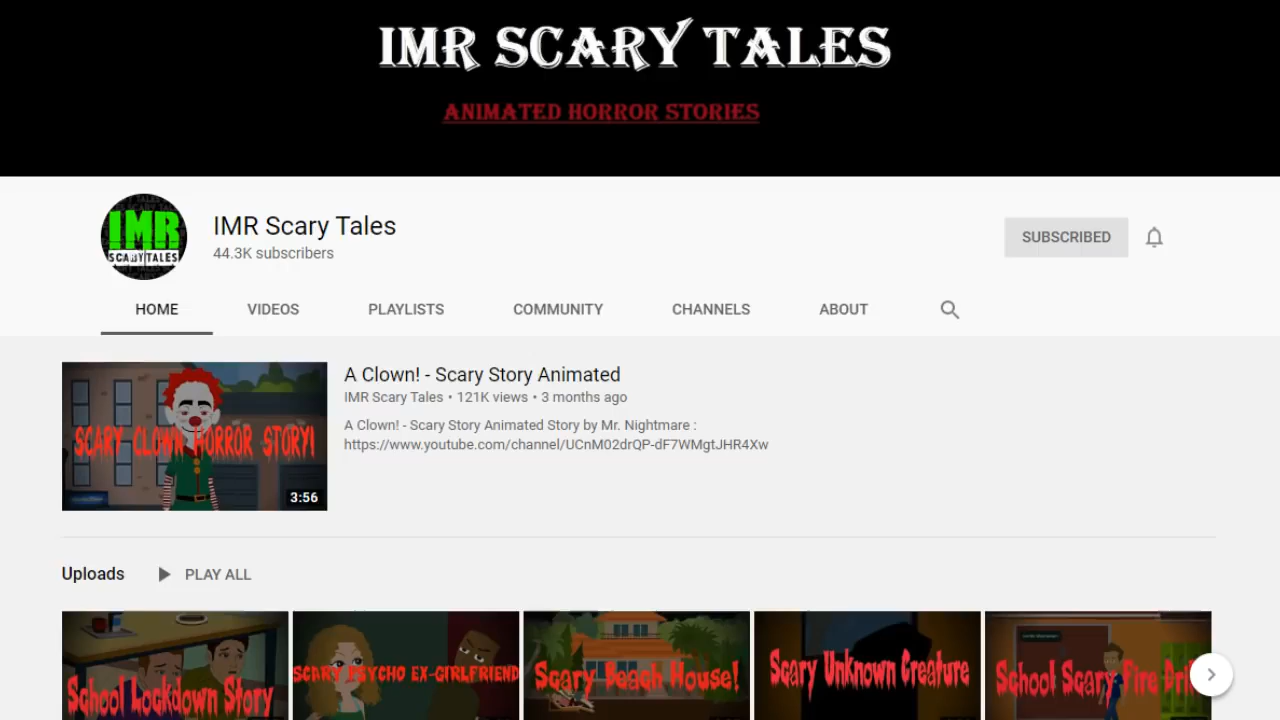 IMR SCARY TALES
ANIMATED HORROR STORIES
IMR
SCARY TALES
IMR Scary Tales
44.3K subscribers
SUBSCRIBED
HOME VIDEOS PLAYLISTS COMMUNITY CHANNELS ABOUT
SCARY CLOWN HORROR STORY!
3:56
A Clown! - Scary Story Animated
IMR Scary Tales • 121K views • 3 months ago
A Clown! - Scary Story Animated Story by Mr. Nightmare :
https://www.youtube.com/channel/UCnM02drQP-dF7WMgtJHR4Xw
Uploads PLAY ALL
School Lockdown Story
SCARY PSYCHO EX-GIRLFRIEND
Scary Beach House!
Scary Unknown Creature
School Scary Fire